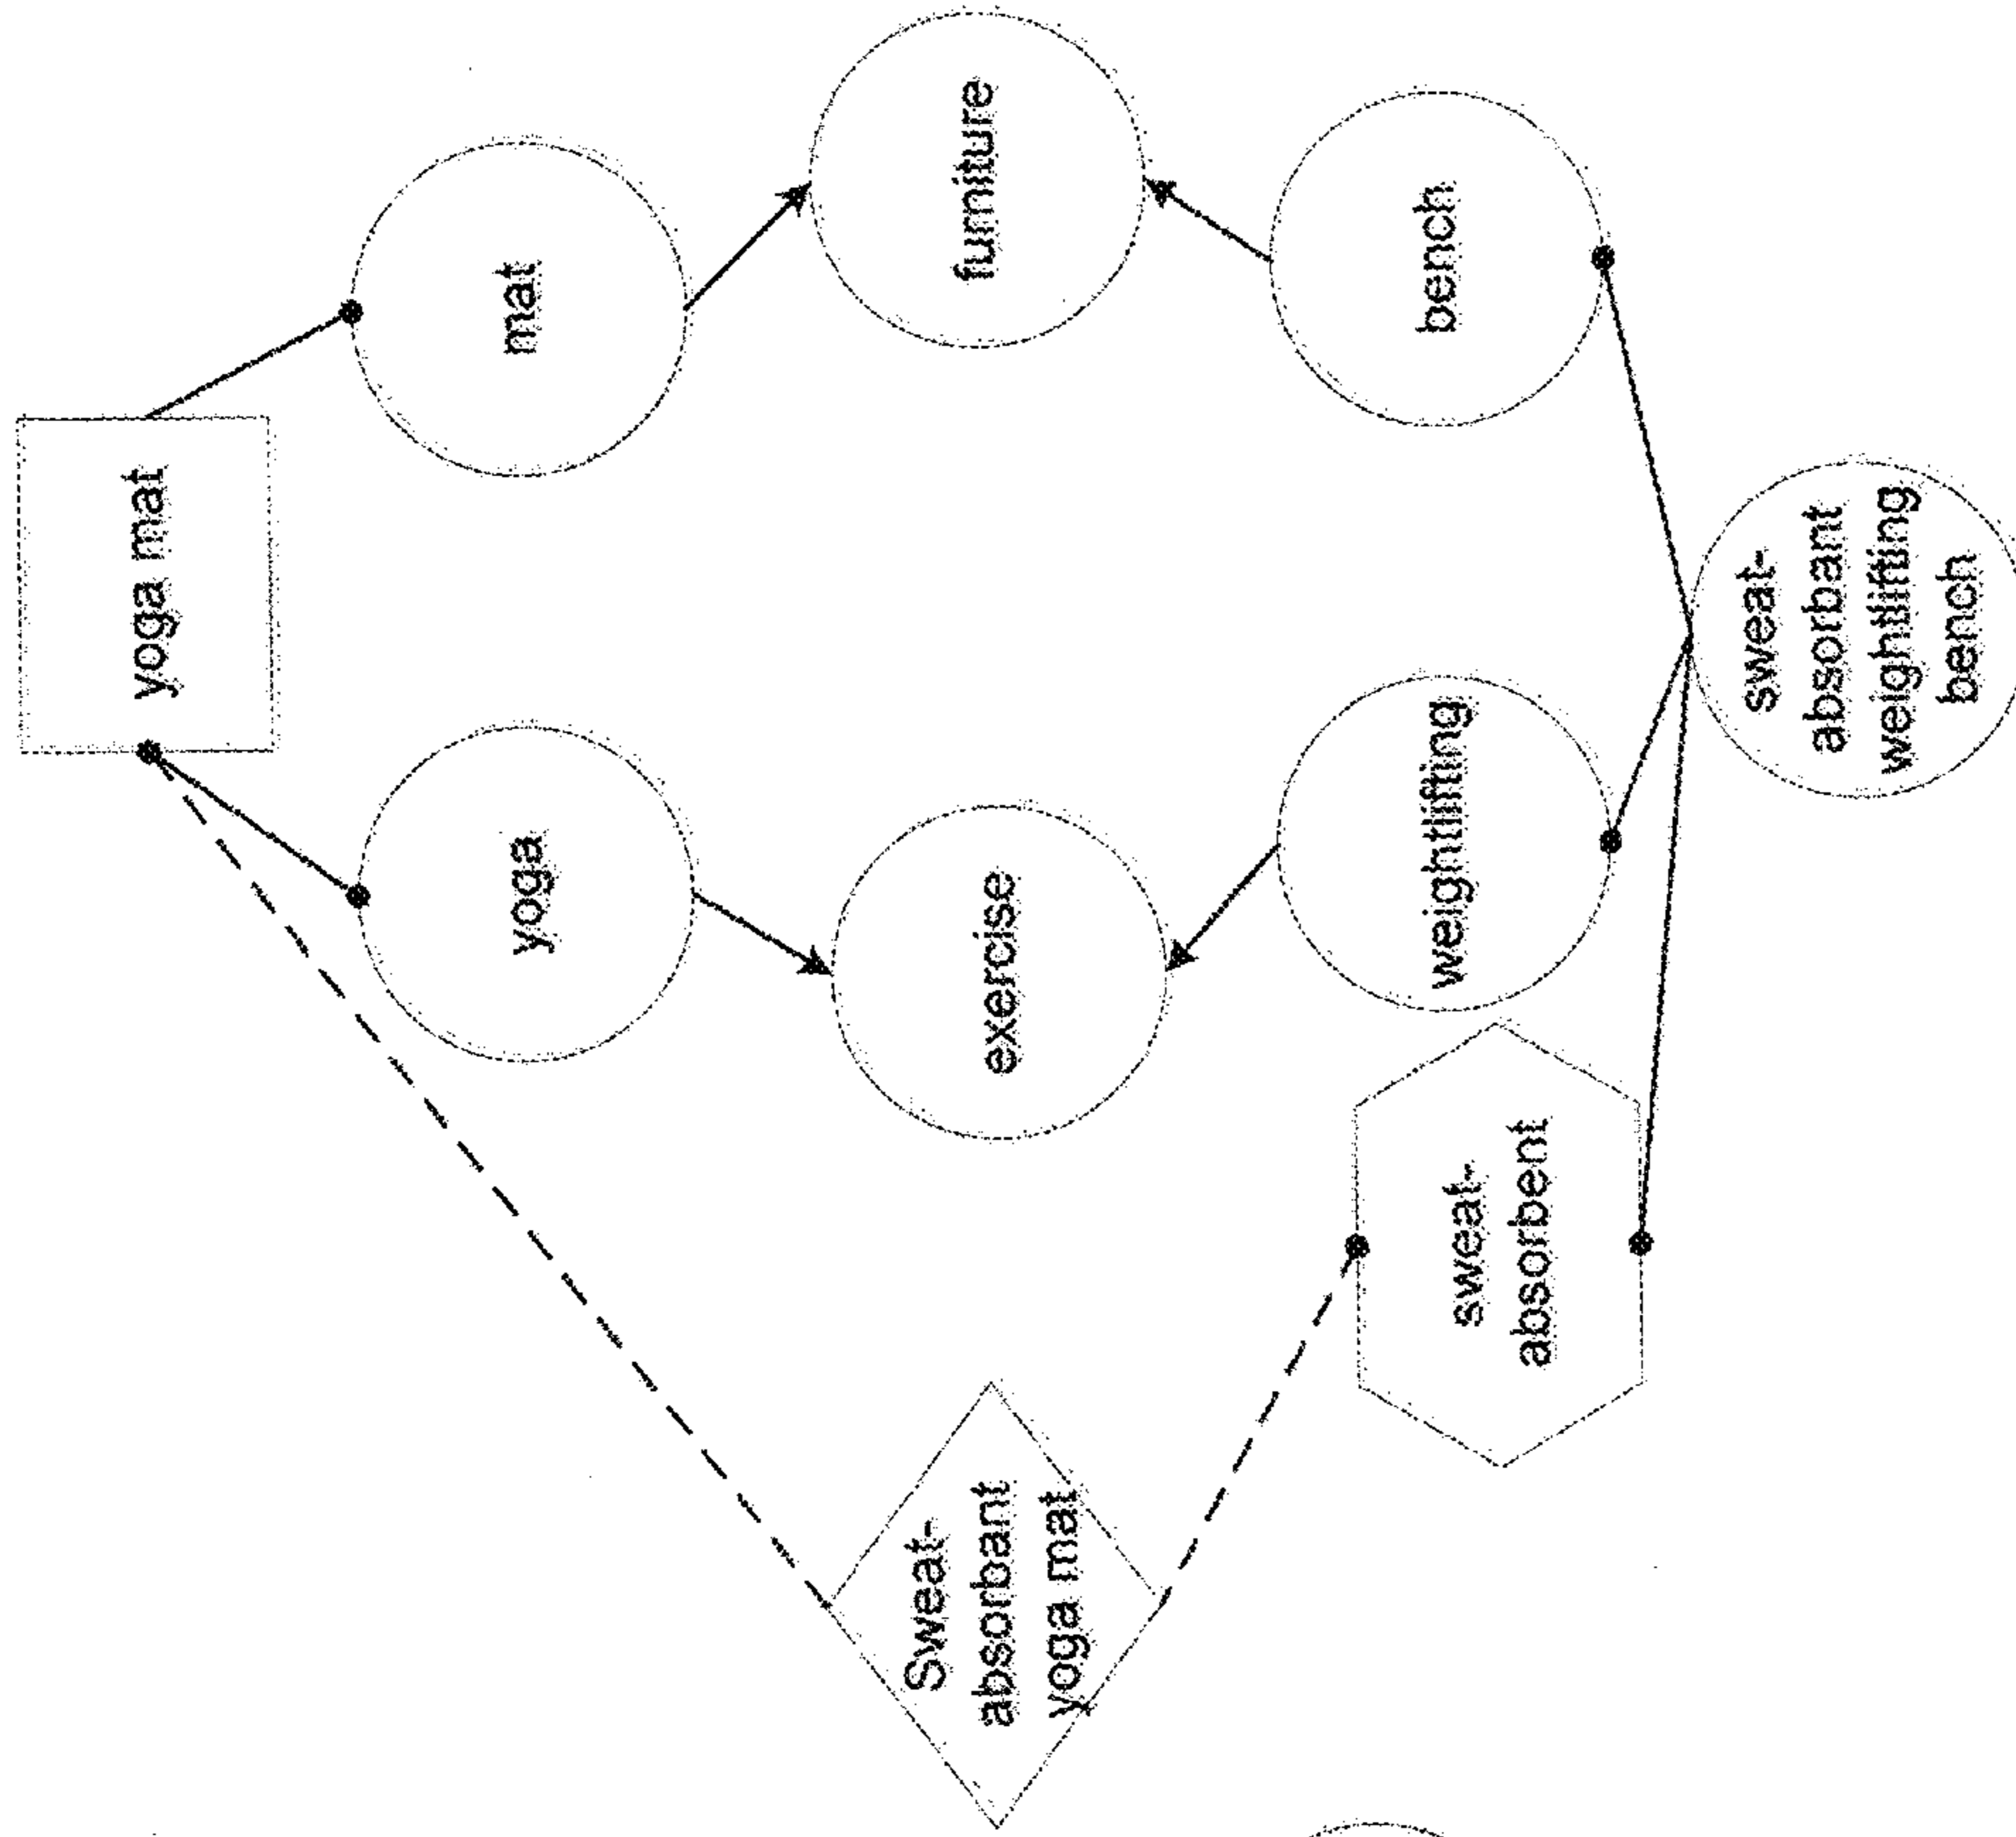 yoga mat
yoga
mat
Sweat-
absorbant
yoga mat
exercise
furniture
sweat-
absorbent
weightlifting
bench
sweat-
absorbant
weightlifting
bench